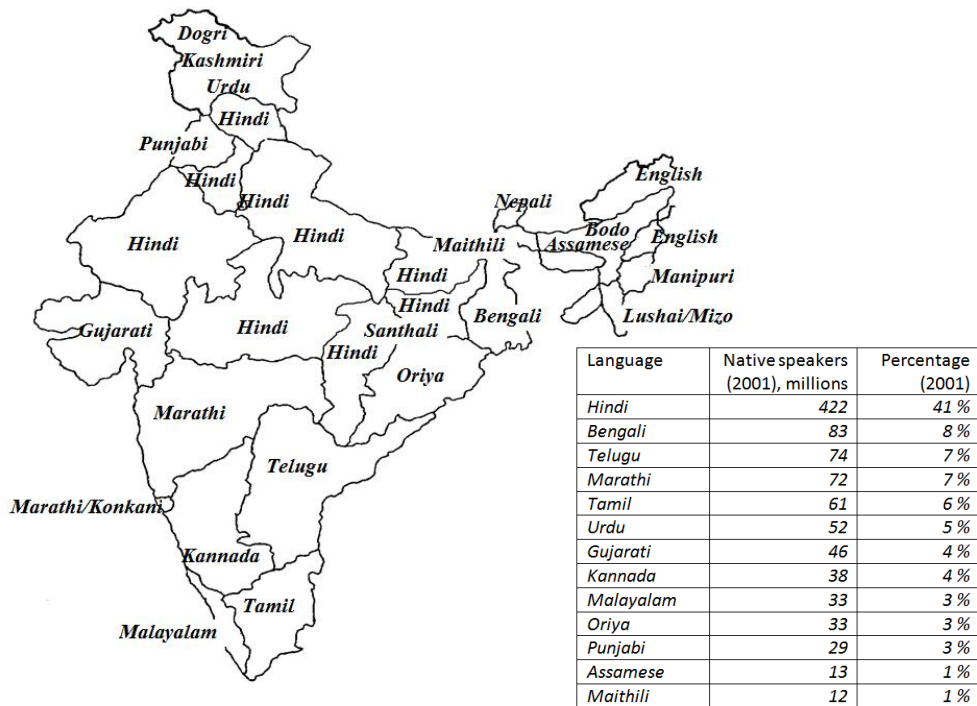 Dogri
Kashmiri
Urdu
Hindi
Punjabi
Hindi
Hindi
Hindi
Hindi
Nepali
English
Bodo
Assamese
English
Maithili
Hindi
Manipuri
Hindi
Lushai/Mizo
Gujarati
Hindi
Santhali
Bengali
Hindi
Oriya
Marathi
Telugu
Marathi/Konkani
Kannada
Tamil
Malayalam
Language Native speakers (2001), millions Percentage (2001)
Hindi 422 41 %
Bengali 83 8 %
Telugu 74 7 %
Marathi 72 7 %
Tamil 61 6 %
Urdu 52 5 %
Gujarati 46 4 %
Kannada 38 4 %
Malayalam 33 3 %
Oriya 33 3 %
Punjabi 29 3 %
Assamese 13 1 %
Maithili 12 1 %